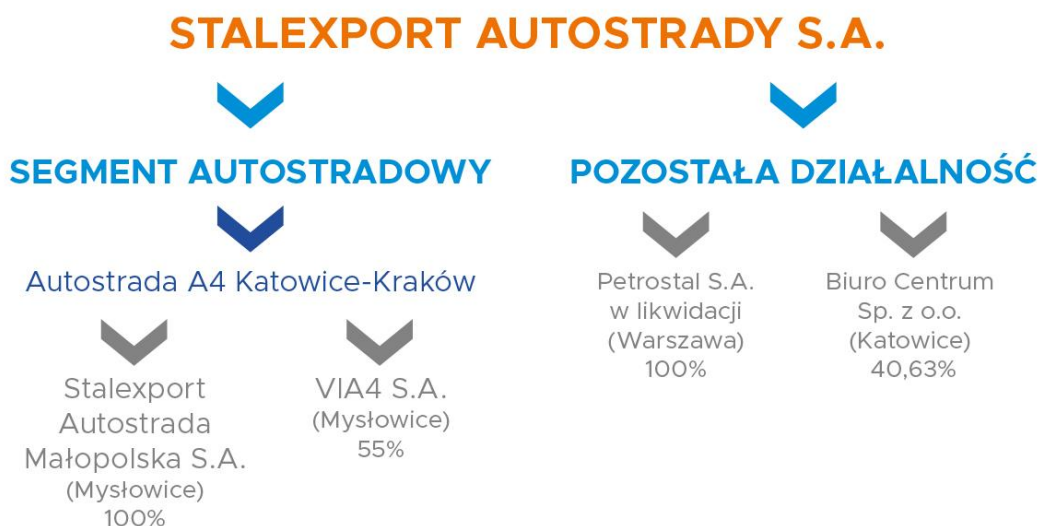 STALEXPORT AUTOSTRADY S.A.
SEGMENT AUTOSTRADOWY
Autostrada A4 Katowice-Kraków
Stalexport
Autostrada
Małopolska S.A.
(Mysłowice)
100%
VIA4 S.A.
(Mysłowice)
55%
POZOSTAŁA DZIAŁALNOŚĆ
Petrostal S.A.
w likwidacji
(Warszawa)
100%
Biuro Centrum
Sp. z o.o.
(Katowice)
40,63%